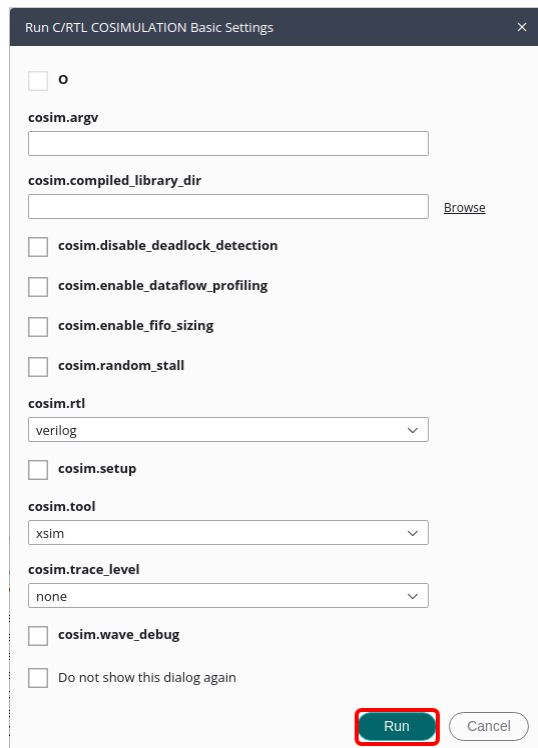 Run C/RTL COSIMULATION Basic Settings ×
O
cosim.argv
cosim.compiled_library_dir
Browse
cosim.disable_deadlock_detection
cosim.enable_dataflow_profiling
cosim.enable_fifo_sizing
cosim.random_stall
cosim.rtl
verilog
cosim.setup
cosim.tool
xsim
cosim.trace_level
none
cosim.wave_debug
Do not show this dialog again
Run Cancel